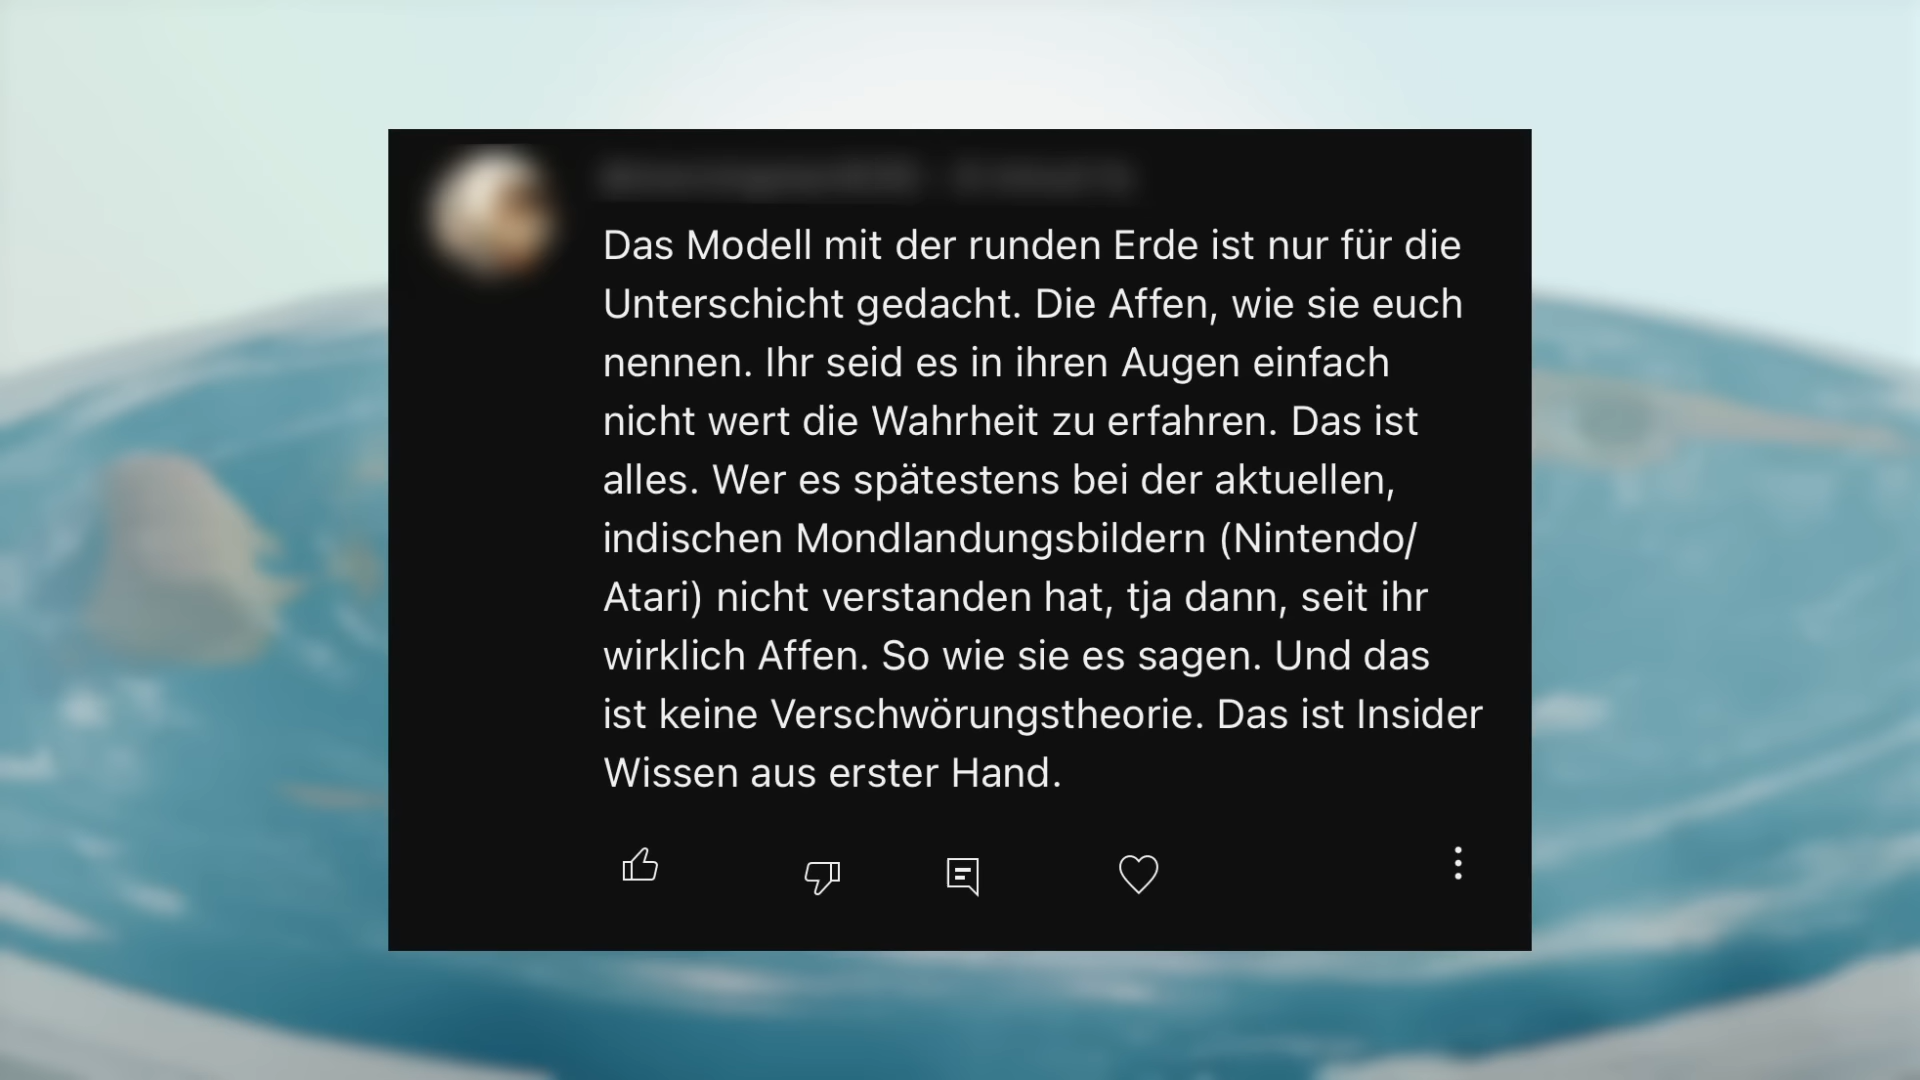 Das Modell mit der runden Erde ist nur für die
Unterschicht gedacht. Die Affen, wie sie euch
nennen. Ihr seid es in ihren Augen einfach
nicht wert die Wahrheit zu erfahren. Das ist
alles. Wer es spätestens bei der aktuellen,
indischen Mondlandungsbildern (Nintendo/
Atari) nicht verstanden hat, tja dann, seit ihr
wirklich Affen. So wie sie es sagen. Und das
ist keine Verschwörungstheorie. Das ist Insider
Wissen aus erster Hand.